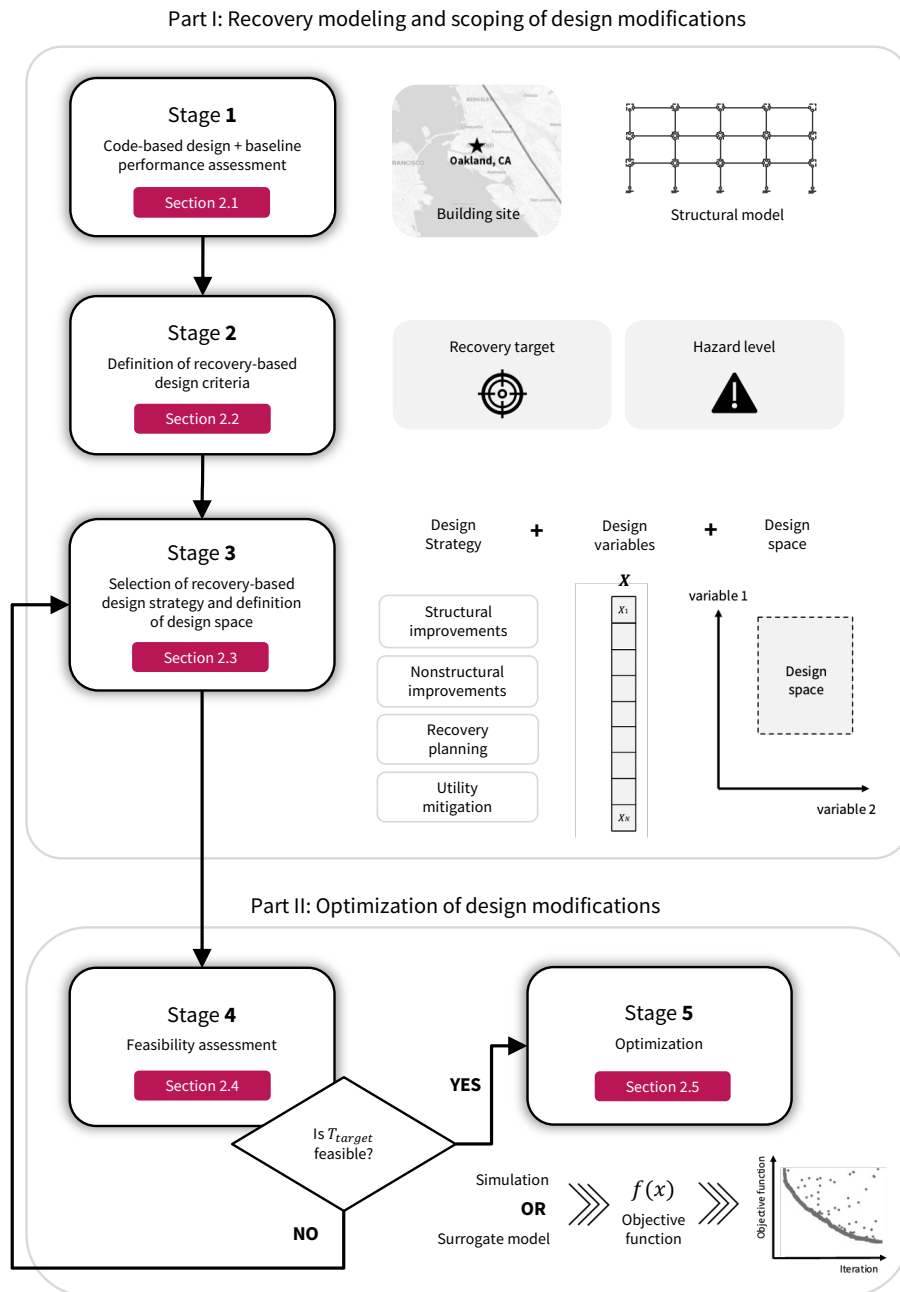 Part I: Recovery modeling and scoping of design modifications
Stage 1
Code-based design + baseline
performance assessment
Section 2.1
BERKELEY
Oakland, CA
Building site
Structural model
Stage 2
Definition of recovery-based
design criteria
Section 2.2
Recovery target
Hazard level
Stage 3
Selection of recovery-based
design strategy and definition
of design space
Section 2.3
Design
Strategy
+
Design
variables
+
Design
space
Structural
improvements
Nonstructural
improvements
Recovery
planning
Utility
mitigation
X
X1
XN
variable 1
Design
space
variable 2
Part II: Optimization of design modifications
Stage 4
Feasibility assessment
Section 2.4
Is Ttarget
feasible?
YES
NO
Stage 5
Optimization
Section 2.5
Simulation
OR
Surrogate model
f(x)
Objective
function
Objective function
Iteration